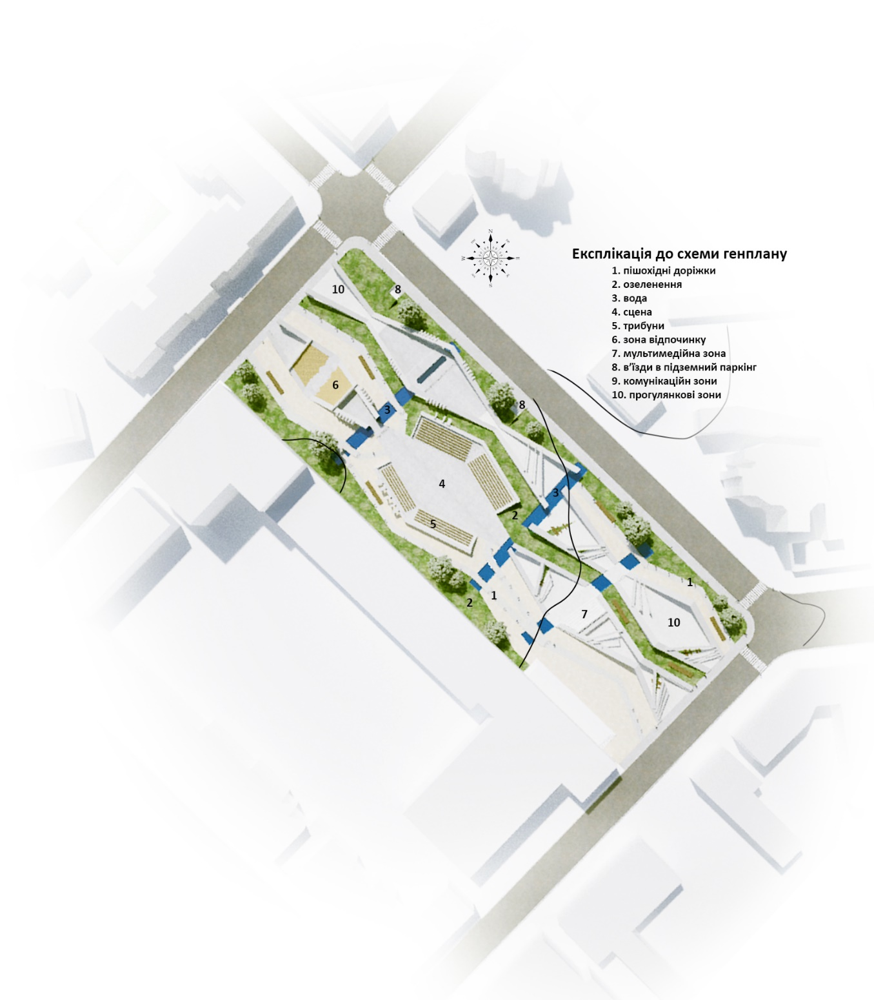 N
W
E
S
Експлікація до схеми генплану
1. пішохідні доріжки
2. озеленення
3. вода
4. сцена
5. трибуни
6. зона відпочинку
7. мультимедійна зона
8. в'їзди в підземний паркінг
9. комунікаційн зони
10. прогулянкові зони
10
8
6
3
8
4
3
2
5
1
1
2
7
10